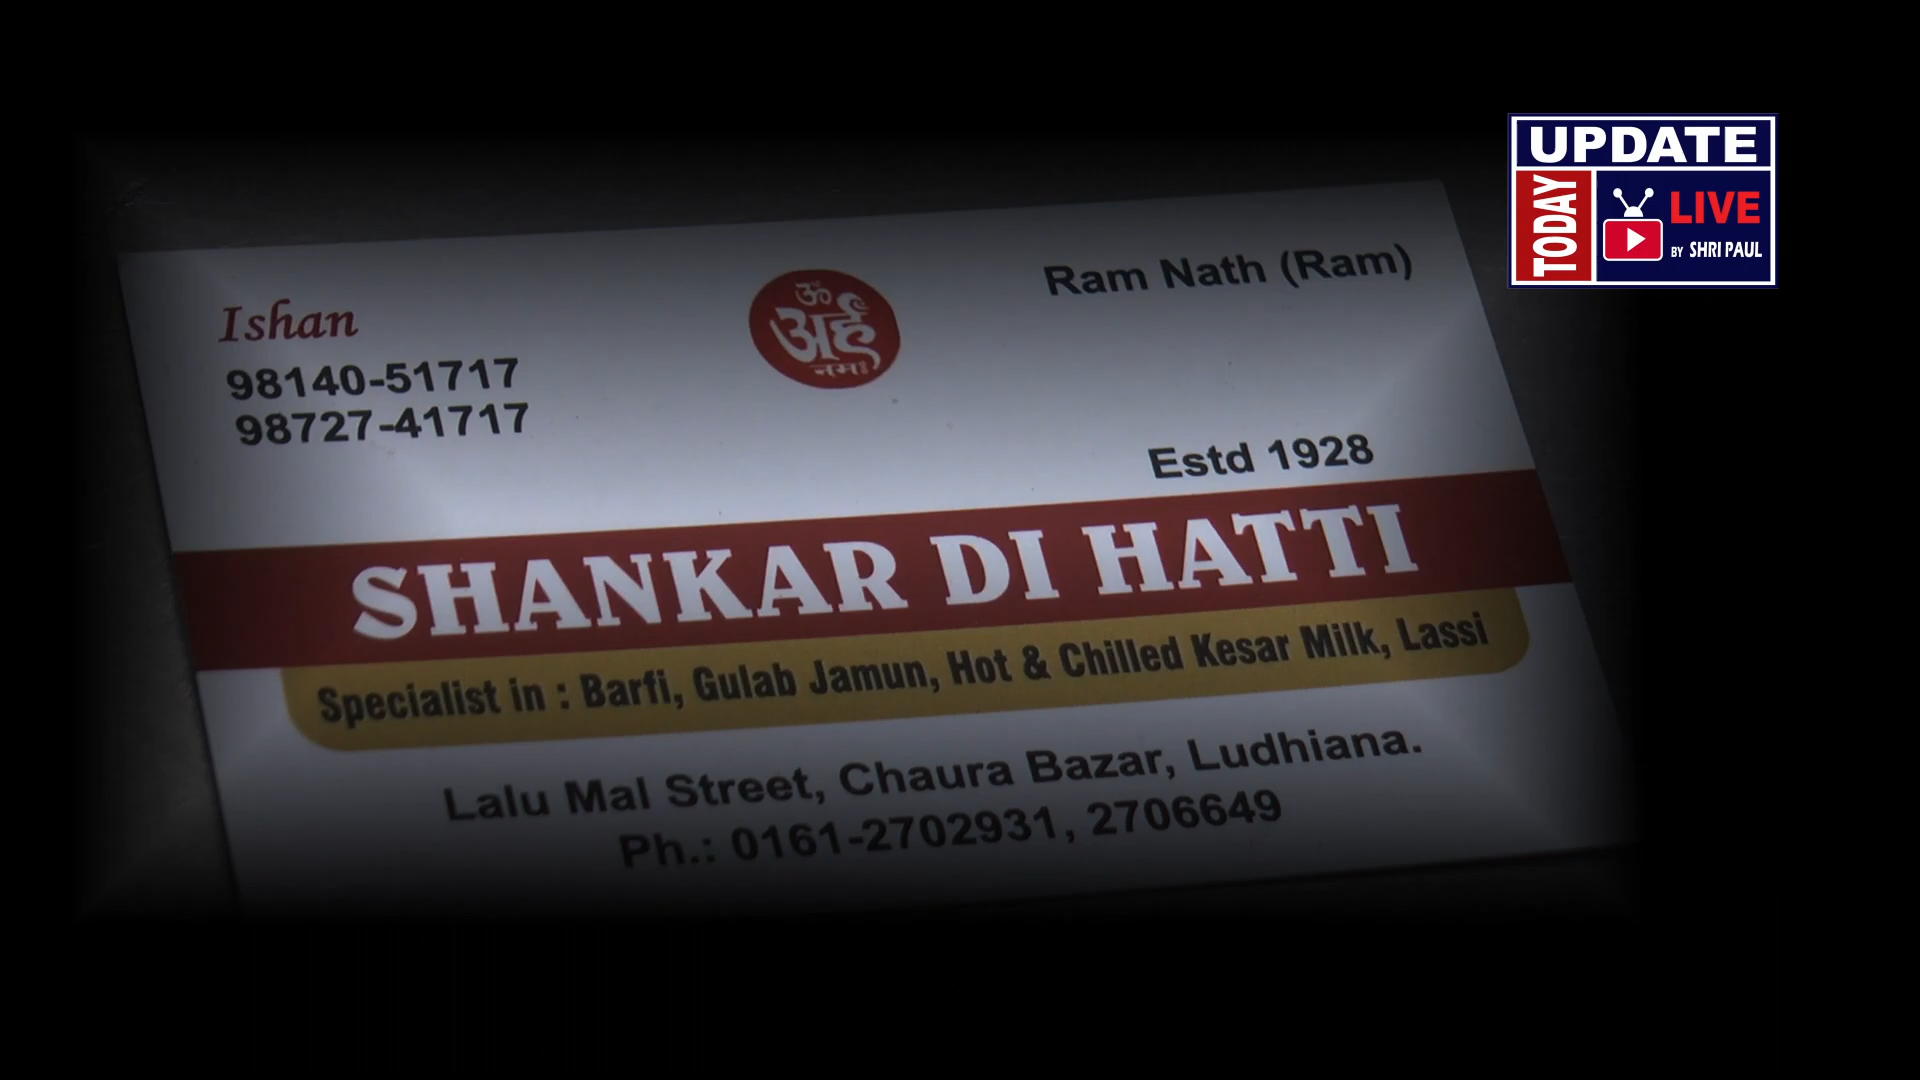 UPDATE
TODAY
LIVE
BY SHRI PAUL
Ishan
98140-51717
98727-41717
ॐ
अर्हं
नमः
Ram Nath (Ram)
Estd 1928
SHANKAR DI HATTI
Specialist in : Barfi, Gulab Jamun, Hot & Chilled Kesar Milk, Lassi
Lalu Mal Street, Chaura Bazar, Ludhiana.
Ph.: 0161-2702931, 2706649